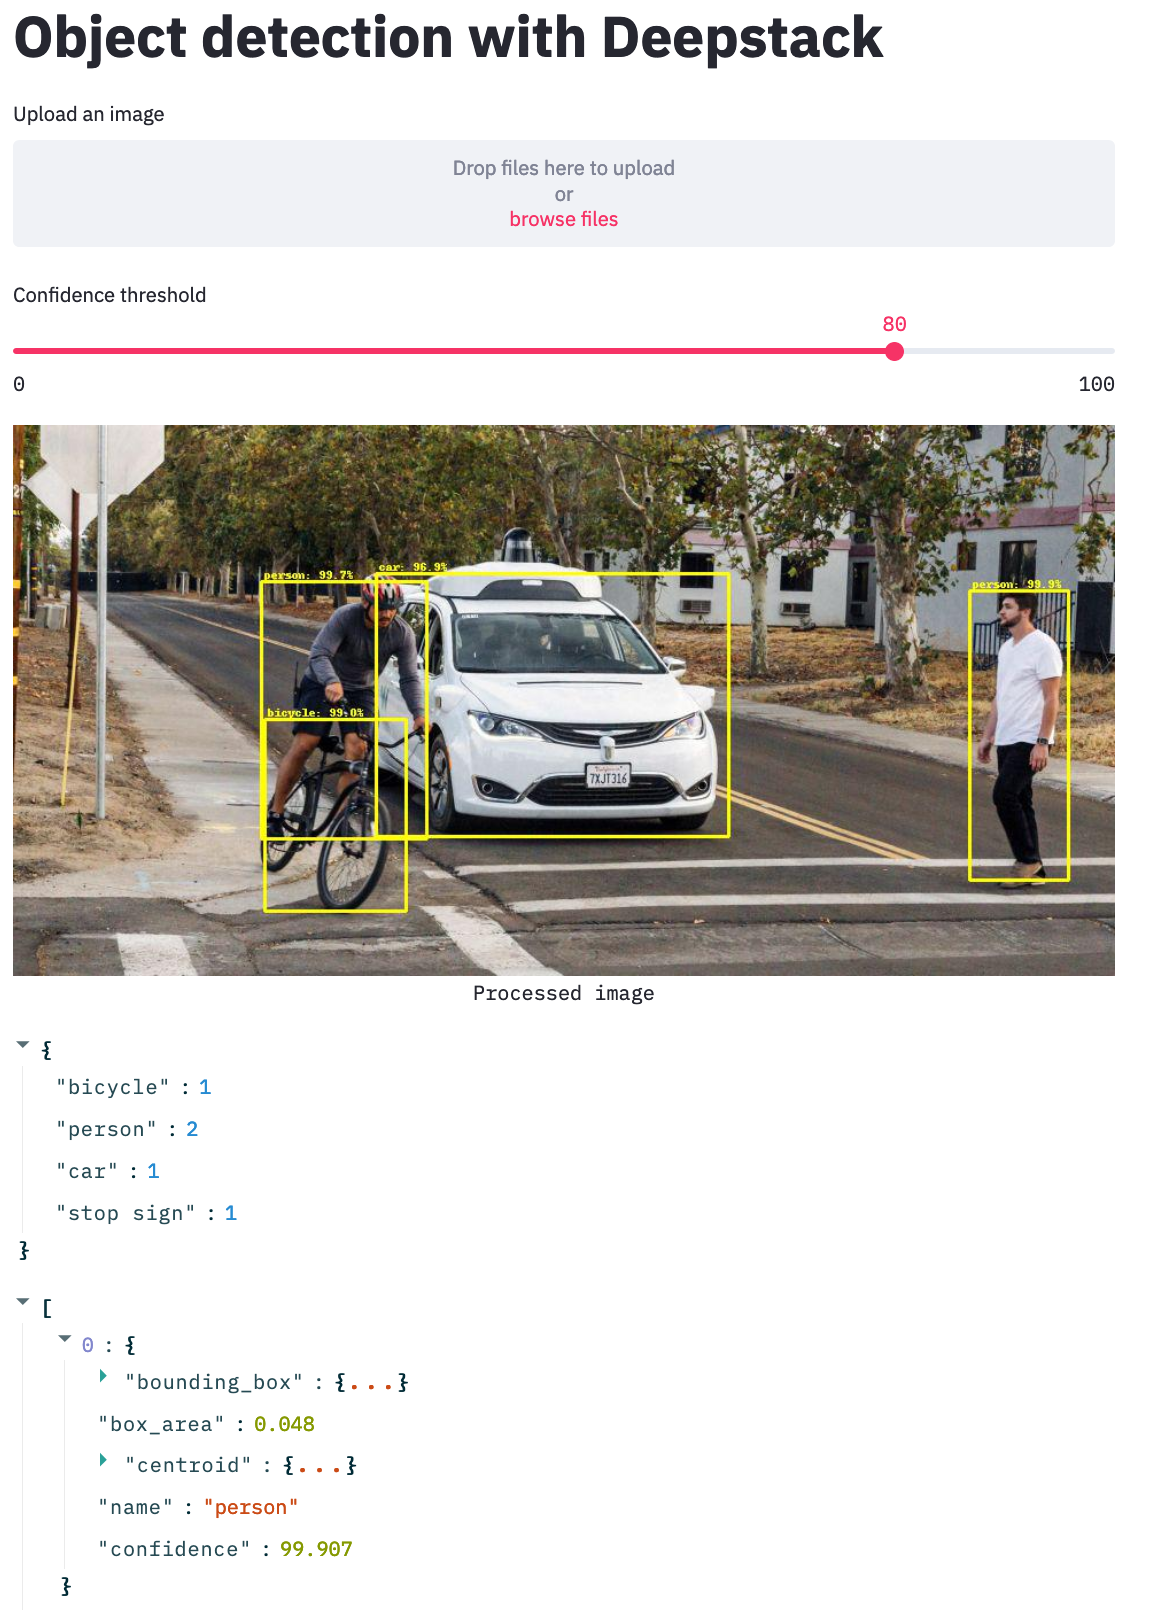 Object detection with Deepstack
Upload an image
Drop files here to upload
or
browse files
Confidence threshold
80
0
100
person: 99.7%
car: 96.9%
person: 99.9%
bicycle: 99.0%
California
7XJT316
Processed image
{
"bicycle" : 1
"person" : 2
"car" : 1
"stop sign" : 1
}
[
0 : {
"bounding_box" : {...}
"box_area" : 0.048
"centroid" : {...}
"name" : "person"
"confidence" : 99.907
}